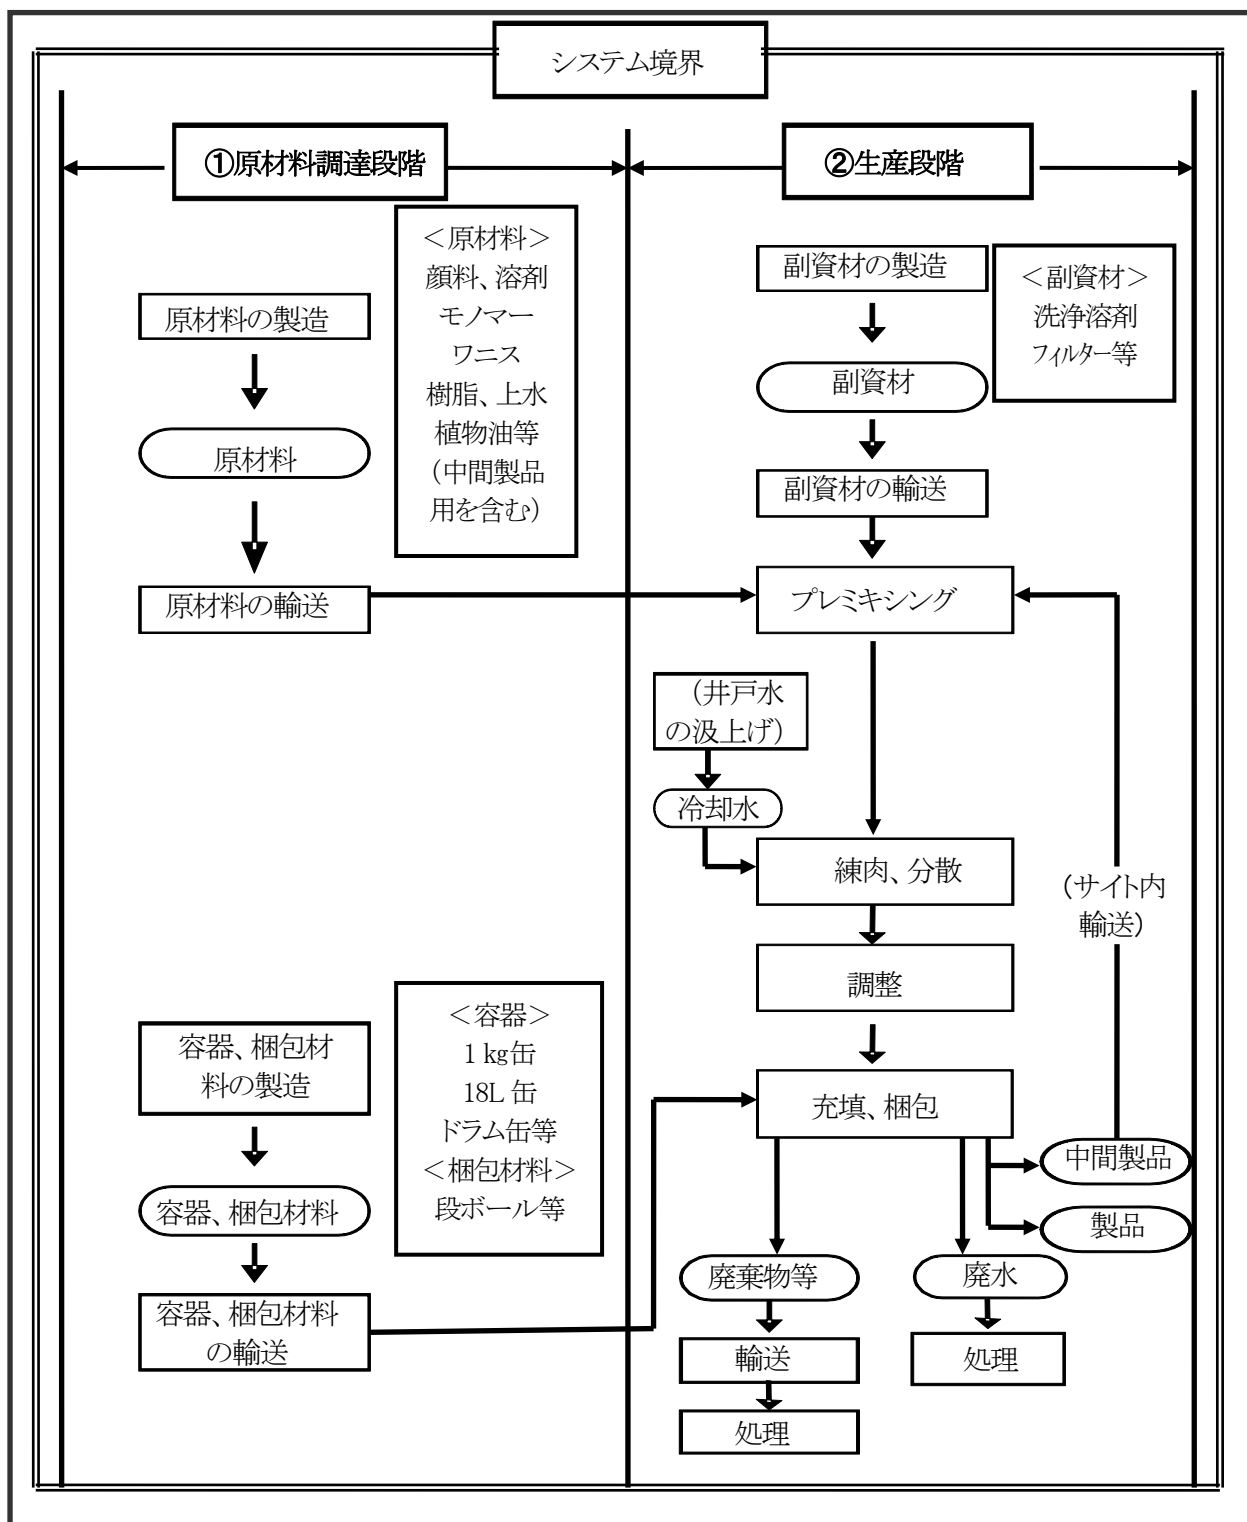 システム境界
①原材料調達段階
②生産段階
＜原材料＞
顔料、溶剤
モノマー
ワニス
樹脂、上水
植物油等
（中間製品
用を含む）
原材料の製造
原材料
原材料の輸送
副資材の製造
＜副資材＞
洗浄溶剤
フィルター等
副資材
副資材の輸送
プレミキシング
（井戸水
の汲上げ）
冷却水
練肉、分散
（サイト内
輸送）
調整
＜容器＞
1 kg缶
18L 缶
ドラム缶等
＜梱包材料＞
段ボール等
容器、梱包材
料の製造
容器、梱包材料
容器、梱包材料
の輸送
充填、梱包
中間製品
製品
廃棄物等
廃水
輸送
処理
処理